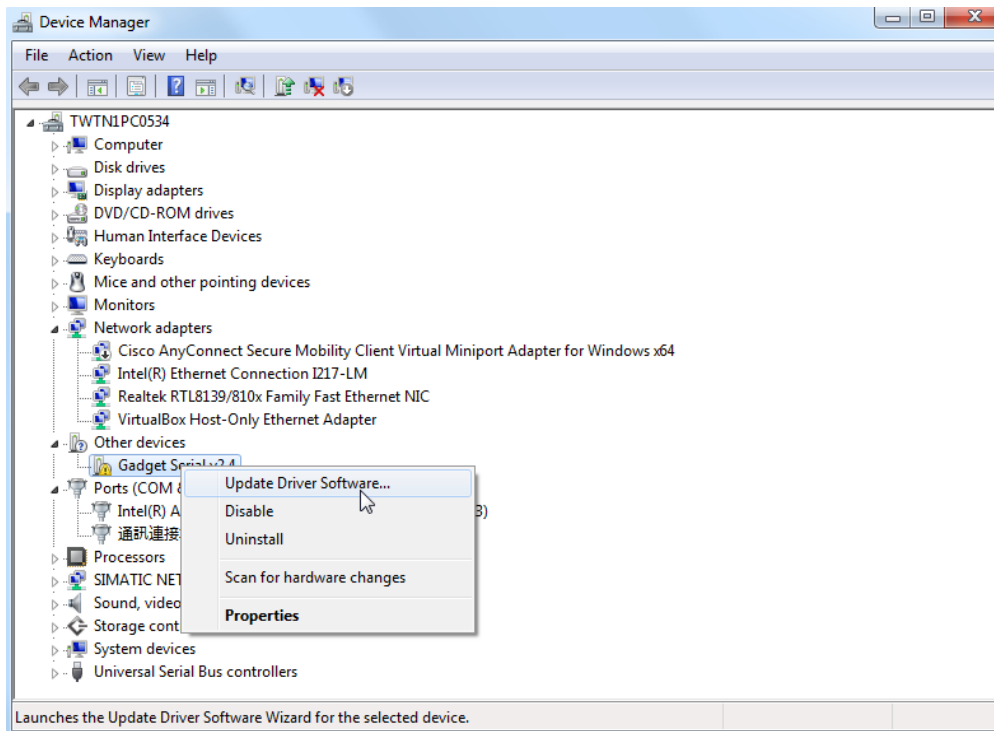 Device Manager
File Action View Help
TWTN1PC0534
Computer
Disk drives
Display adapters
DVD/CD-ROM drives
Human Interface Devices
Keyboards
Mice and other pointing devices
Monitors
Network adapters
Cisco AnyConnect Secure Mobility Client Virtual Miniport Adapter for Windows x64
Intel(R) Ethernet Connection I217-LM
Realtek RTL8139/810x Family Fast Ethernet NIC
VirtualBox Host-Only Ethernet Adapter
Other devices
Gadget Serial v2.4
Update Driver Software...
Ports (COM
Intel(R) A
Disable
3)
通訊連接
Uninstall
Processors
SIMATIC NET
Scan for hardware changes
Sound, video
Properties
Storage cont
System devices
Universal Serial Bus controllers
Launches the Update Driver Software Wizard for the selected device.